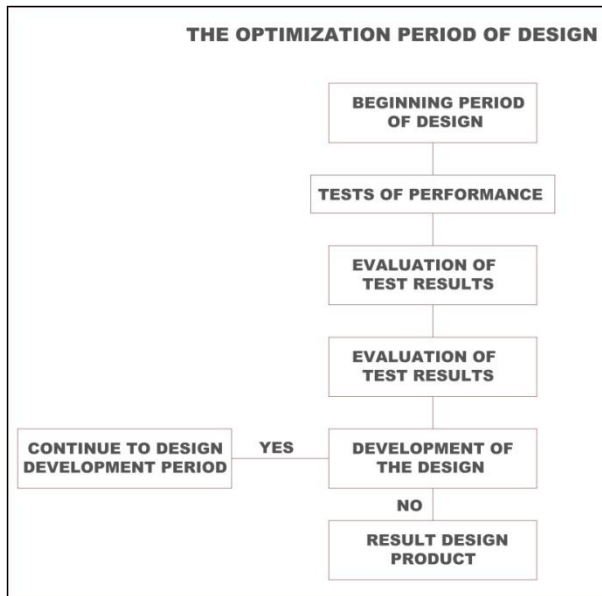 THE OPTIMIZATION PERIOD OF DESIGN
BEGINNING PERIOD
OF DESIGN
TESTS OF PERFORMANCE
EVALUATION OF
TEST RESULTS
EVALUATION OF
TEST RESULTS
CONTINUE TO DESIGN
DEVELOPMENT PERIOD
YES
DEVELOPMENT OF
THE DESIGN
NO
RESULT DESIGN
PRODUCT